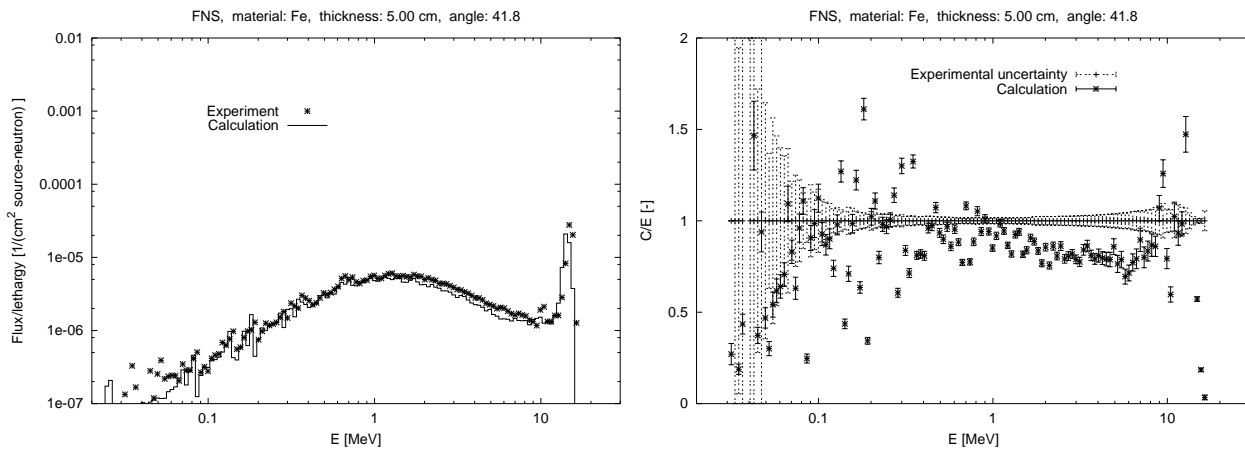 FNS, material: Fe, thickness: 5.00 cm, angle: 41.8
0.01
0.001
0.0001
1e-05
1e-06
1e-07
Flux/lethargy [1/(cm^2 source-neutron) ]
Experiment
Calculation
0.1
1
10
E [MeV]
FNS, material: Fe, thickness: 5.00 cm, angle: 41.8
2
1.5
1
0.5
0
C/E [-]
Experimental uncertainty
Calculation
0.1
1
10
E [MeV]